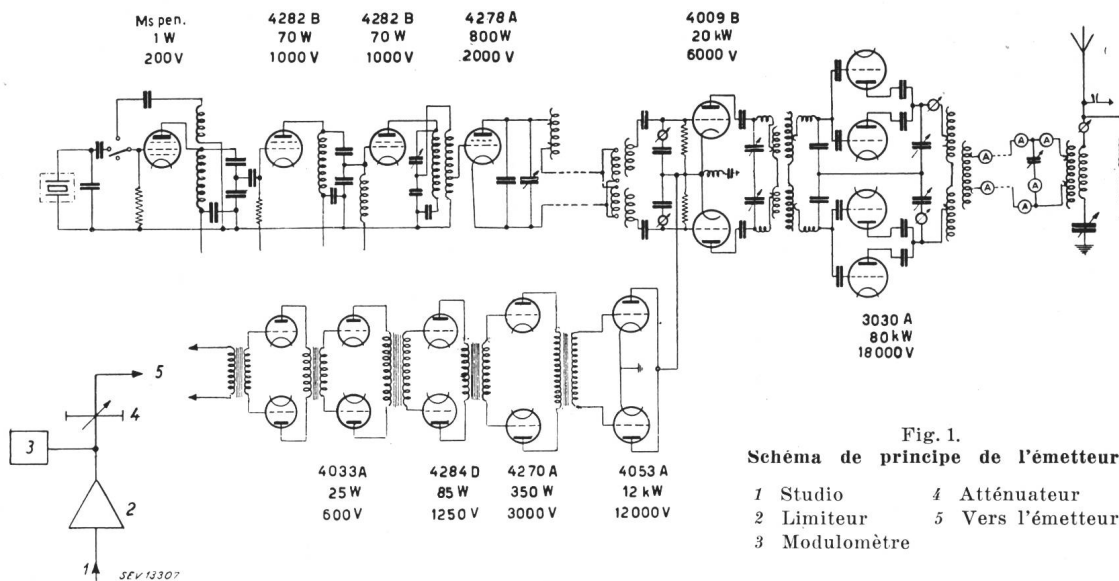 Ms pen.
1 W
200 V
4282 B
70 W
1000 V
4282 B
70 W
1000 V
4278 A
800 W
2000 V
4009 B
20 kW
6000 V
A
A
A
A
A
A
3030 A
80 kW
18000 V
5
4
3
2
1
SEV 13307
4033 A
25 W
600 V
4284 D
85 W
1250 V
4270 A
350 W
3000 V
4053 A
12 kW
12000 V
Fig. 1.
Schéma de principe de l'émetteur
1 Studio
2 Limiteur
3 Modulomètre
4 Atténuateur
5 Vers l'émetteur